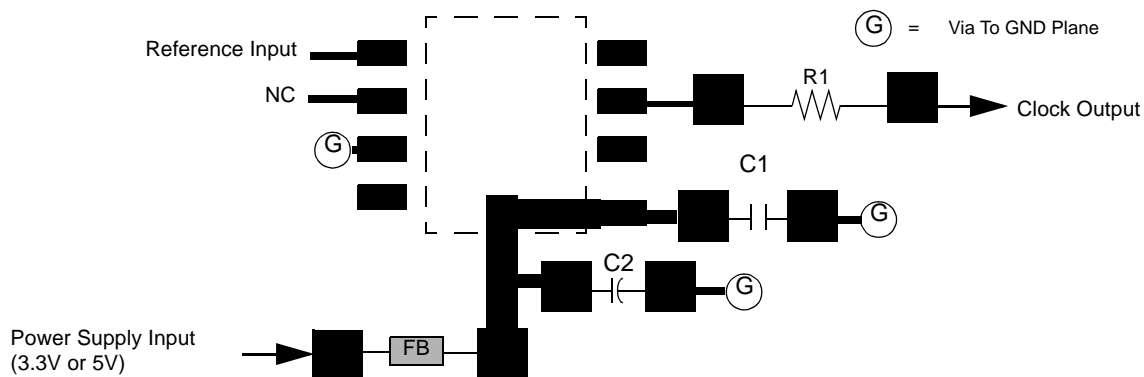 G = Via To GND Plane
Reference Input
R1
NC
Clock Output
G
C1
G
C2
G
Power Supply Input
(3.3V or 5V)
FB